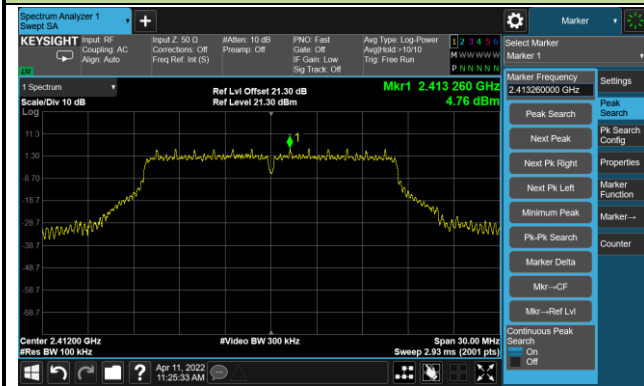 Spectrum Analyzer 1
Swept SA
+
Marker
KEYSIGHT
Input: RF
Coupling: AC
Align: Auto
Input Z: 50 Ω
Corrections: Off
Freq Ref: Int (S)
#Atten: 10 dB
Preamp: Off
PNO: Fast
Gate: Off
IF Gain: Low
Sig Track: Off
Avg Type: Log-Power
Avg|Hold:>10/10
Trig: Free Run
1 2 3 4 5 6
M W W W W W
P N N N N N
Select Marker
Marker 1
LNI
1 Spectrum
Scale/Div 10 dB
Log
Ref Lvl Offset 21.30 dB
Ref Level 21.30 dBm
Mkr1 2.413 260 GHz
4.76 dBm
1
11.3
1.30
-8.70
-18.7
-28.7
-38.7
-48.7
-58.7
-68.7
Center 2.41200 GHz
#Res BW 100 kHz
#Video BW 300 kHz
Span 30.00 MHz
Sweep 2.93 ms (2001 pts)
Marker Frequency
2.413260000 GHz
Peak Search
Next Peak
Next Pk Right
Next Pk Left
Minimum Peak
Pk-Pk Search
Marker Delta
Mkr→CF
Mkr→Ref Lvl
Continuous Peak
Search
On
Off
Settings
Peak
Search
Pk Search
Config
Properties
Marker
Function
Marker→
Counter
?
Apr 11, 2022
11:25:33 AM